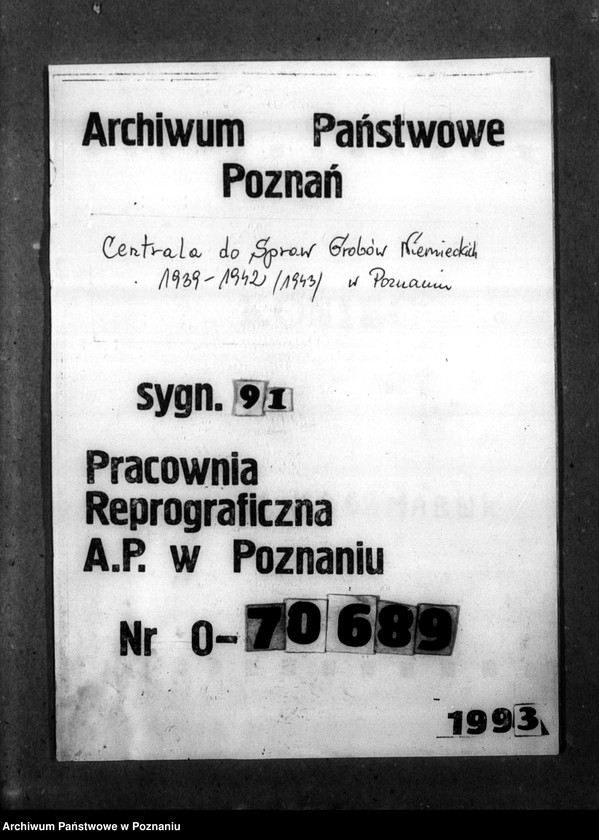 Archiwum Państwowe
Poznań
Centrala do Spraw Grobów Niemieckich
1939-1942 /1943/ w Poznaniu
sygn. 91
Pracownia
Reprograficzna
A.P. w Poznaniu
Nr 0-70689
1993
Archiwum Państwowe w Poznaniu